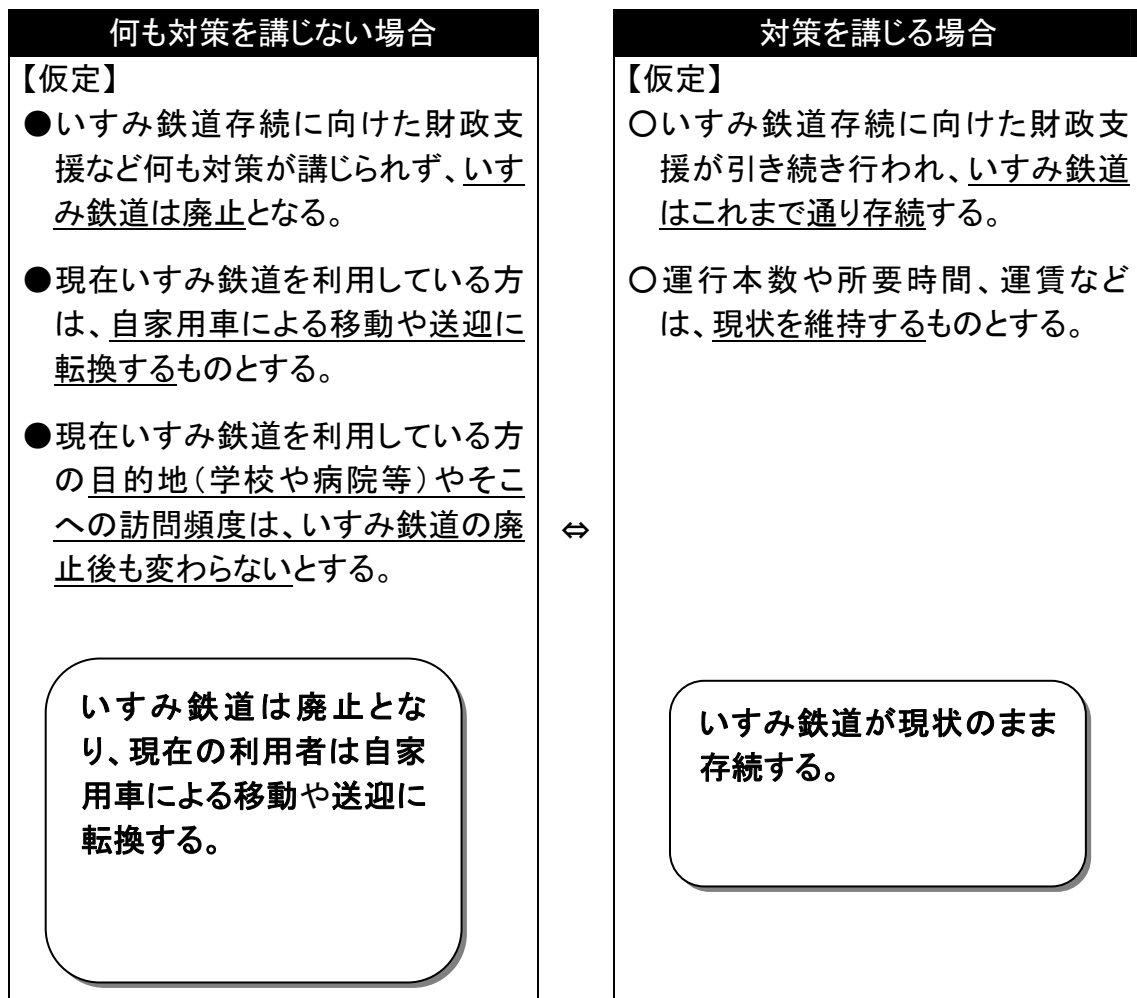 何も対策を講じない場合
【仮定】
●いすみ鉄道存続に向けた財政支
援など何も対策が講じられず、いす
み鉄道は廃止となる。
●現在いすみ鉄道を利用している方
は、自家用車による移動や送迎に
転換するものとする。
●現在いすみ鉄道を利用している方
の目的地（学校や病院等）やそこ
への訪問頻度は、いすみ鉄道の廃
止後も変わらないとする。
いすみ鉄道は廃止とな
り、現在の利用者は自家
用車による移動や送迎に
転換する。
⇔
対策を講じる場合
【仮定】
○いすみ鉄道存続に向けた財政支
援が引き続き行われ、いすみ鉄道
はこれまで通り存続する。
○運行本数や所要時間、運賃など
は、現状を維持するものとする。
いすみ鉄道が現状のまま
存続する。